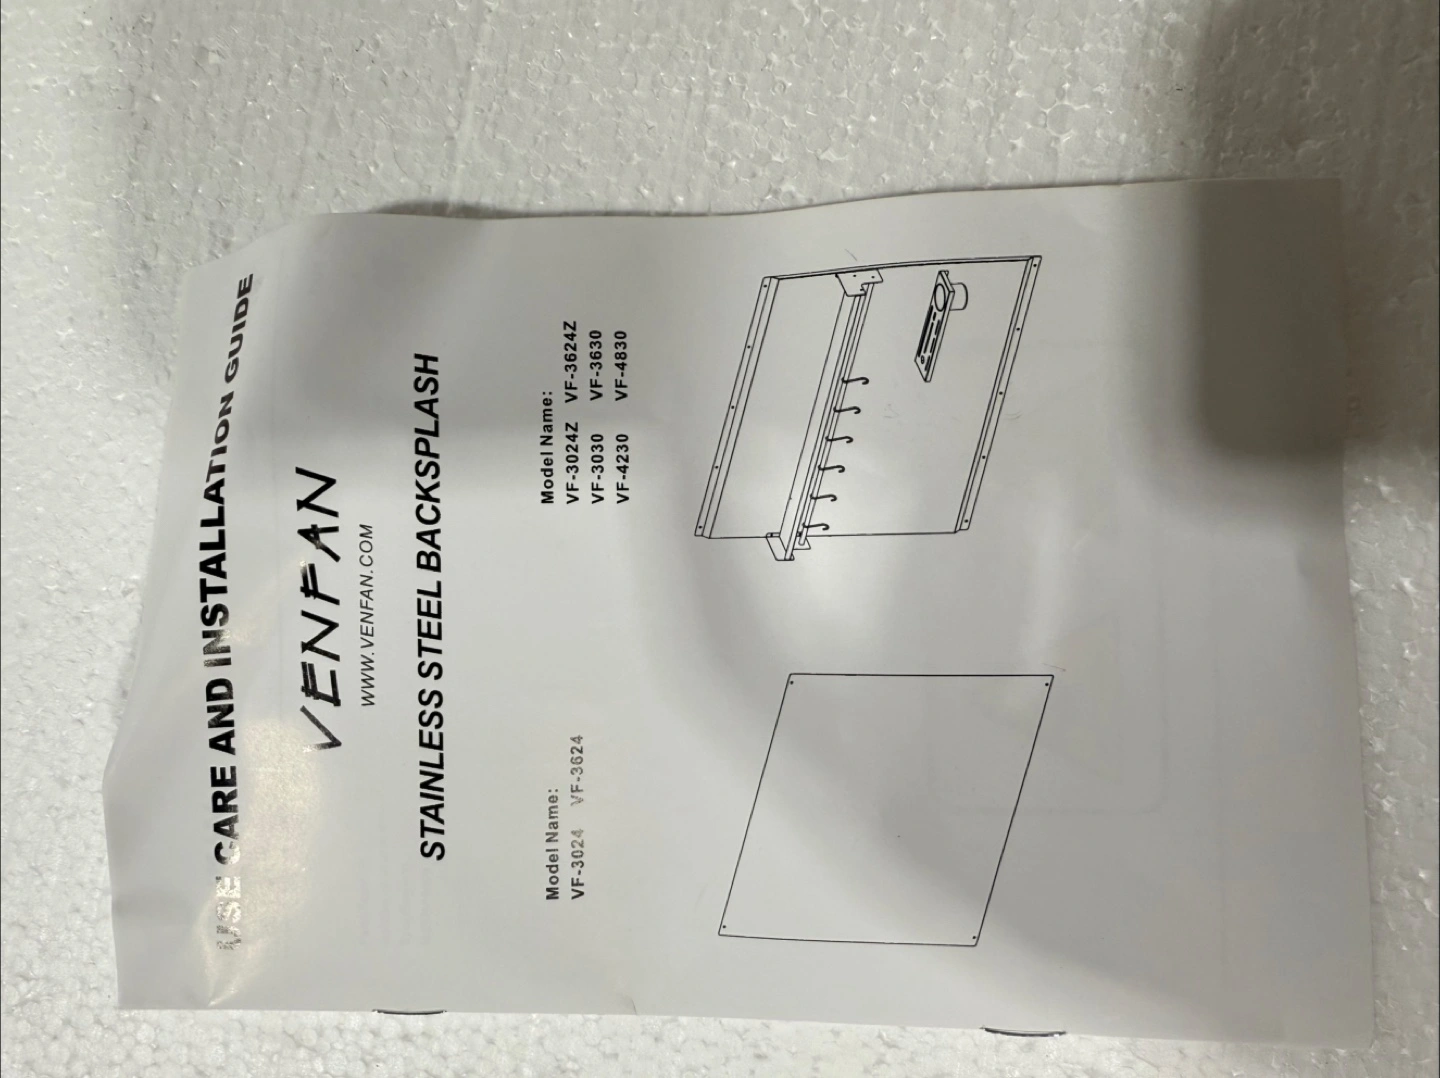 USE CARE AND INSTALLATION GUIDE
VENFAN
WWW.VENFAN.COM
STAINLESS STEEL BACKSPLASH
Model Name:
VF-3024 VF-3624
Model Name:
VF-3024Z VF-3624Z
VF-3030 VF-3630
VF-4230 VF-4830